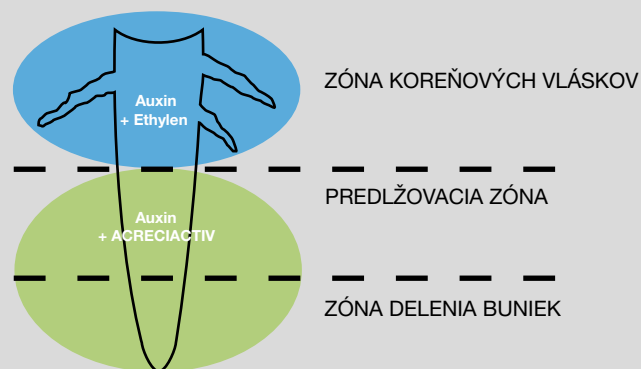 ZÓNA KOREŇOVÝCH VLÁSKOV
Auxin
+ Ethylen
PREDLŽOVACIA ZÓNA
Auxin
+ ACRECIACTIV
ZÓNA DELENIA BUNIEK